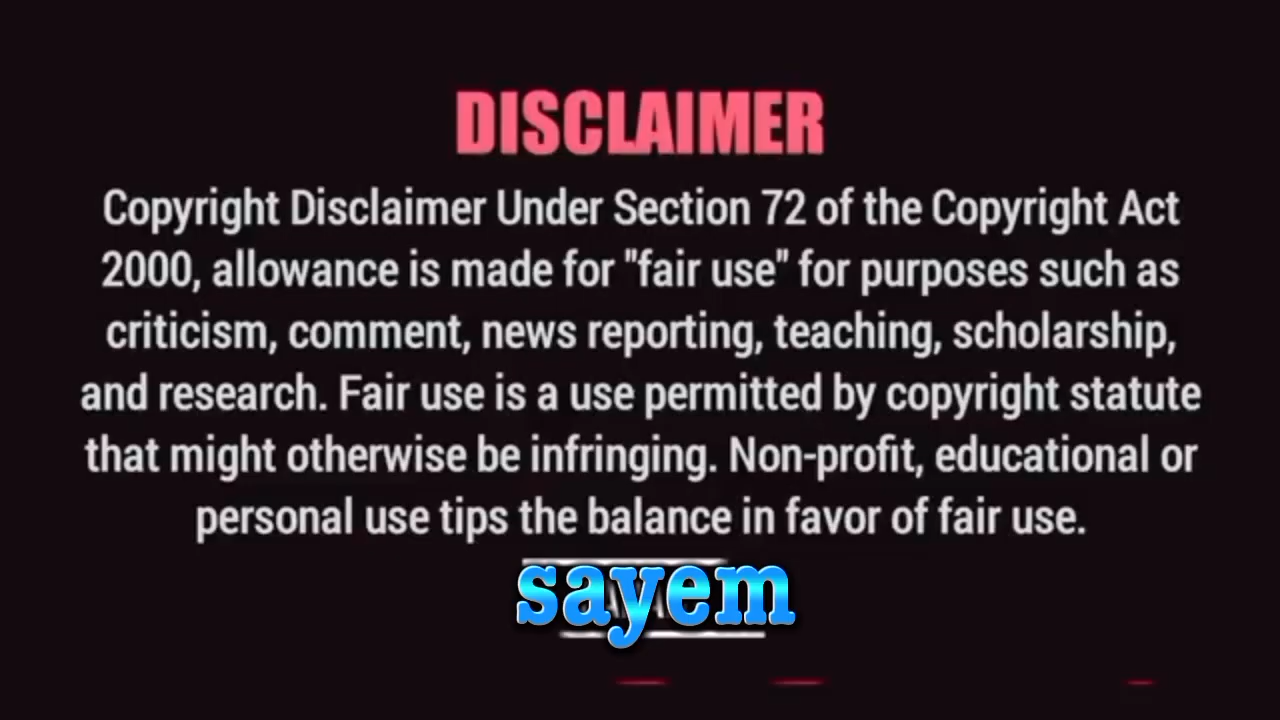 DISCLAIMER
Copyright Disclaimer Under Section 72 of the Copyright Act
2000, allowance is made for "fair use" for purposes such as
criticism, comment, news reporting, teaching, scholarship,
and research. Fair use is a use permitted by copyright statute
that might otherwise be infringing. Non-profit, educational or
personal use tips the balance in favor of fair use.
sayem